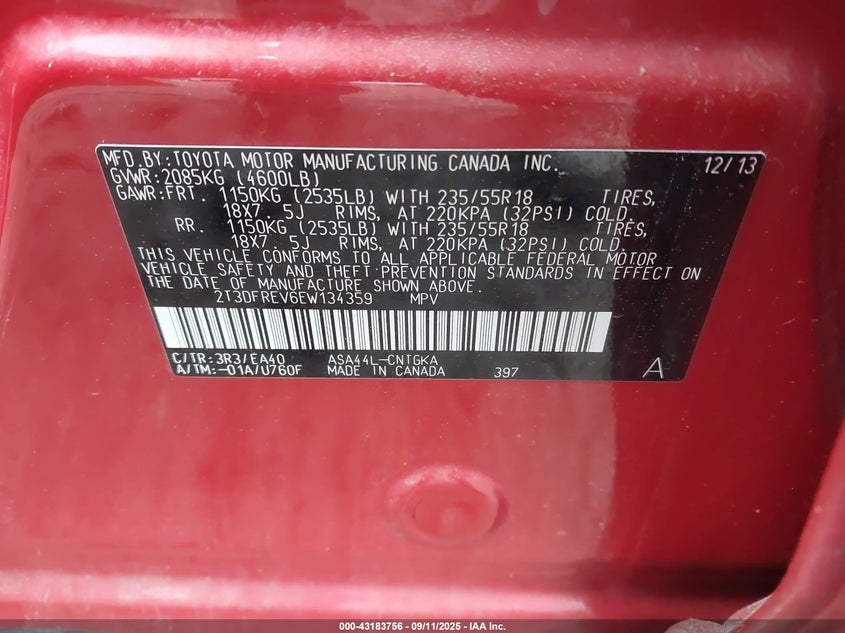 MFD.BY:TOYOTA MOTOR MANUFACTURING CANADA INC. 12/13
GVWR:2085KG (4600LB)
GAWR:FRT. 1150KG (2535LB) WITH 235/55R18 TIRES,
18X7. 5J RIMS, AT 220KPA (32PSI) COLD.
RR. 1150KG (2535LB) WITH 235/55R18 TIRES,
18X7. 5J RIMS, AT 220KPA (32PSI) COLD.
THIS VEHICLE CONFORMS TO ALL APPLICABLE FEDERAL MOTOR
VEHICLE SAFETY AND THEFT PREVENTION STANDARDS IN EFFECT ON
THE DATE OF MANUFACTURE SHOWN ABOVE.
2T3DFREV6EW134359 MPV
C/TR:3R3/EA40 ASA44L-CNTGKA
A/TM:-01A/U760F MADE IN CANADA 397 A
000-43183756 - 09/11/2025 - IAA Inc.